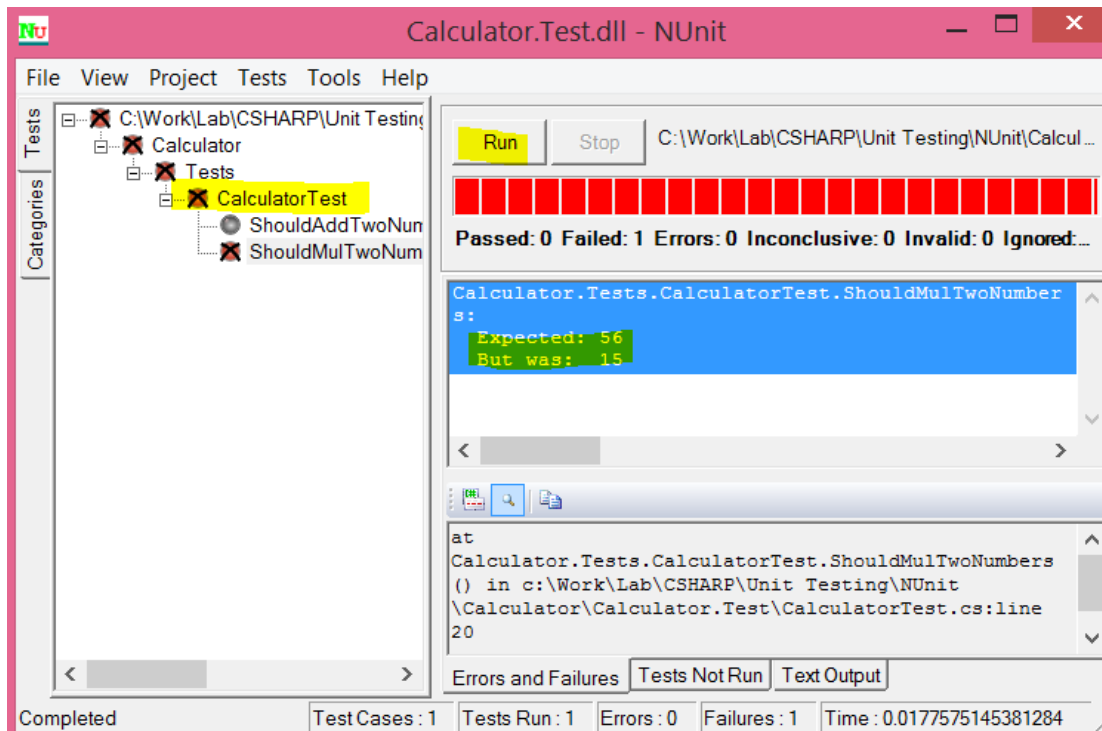 Nu
Calculator.Test.dll - NUnit
File View Project Tests Tools Help
Tests
Categories
C:\Work\Lab\CSHARP\Unit Testing
Calculator
Tests
CalculatorTest
ShouldAddTwoNum
ShouldMulTwoNum
Run
Stop
C:\Work\Lab\CSHARP\Unit Testing\NUnit\Calcul...
Passed: 0 Failed: 1 Errors: 0 Inconclusive: 0 Invalid: 0 Ignored:...
Calculator.Tests.CalculatorTest.ShouldMulTwoNumber
s:
Expected: 56
But was: 15
at
Calculator.Tests.CalculatorTest.ShouldMulTwoNumbers
() in c:\Work\Lab\CSHARP\Unit Testing\NUnit
\Calculator\Calculator.Test\CalculatorTest.cs:line
20
Errors and Failures Tests Not Run Text Output
Completed Test Cases : 1 Tests Run : 1 Errors : 0 Failures : 1 Time : 0.0177575145381284